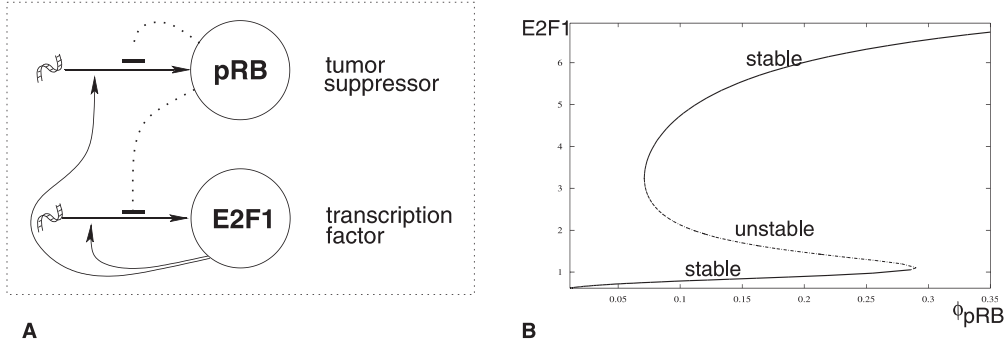 pRB
tumor
suppressor
E2F1
transcription
factor
A
E2F1
6
5
4
3
2
1
stable
unstable
stable
0.05
0.1
0.15
0.2
0.25
0.3
0.35
ϕpRB
B